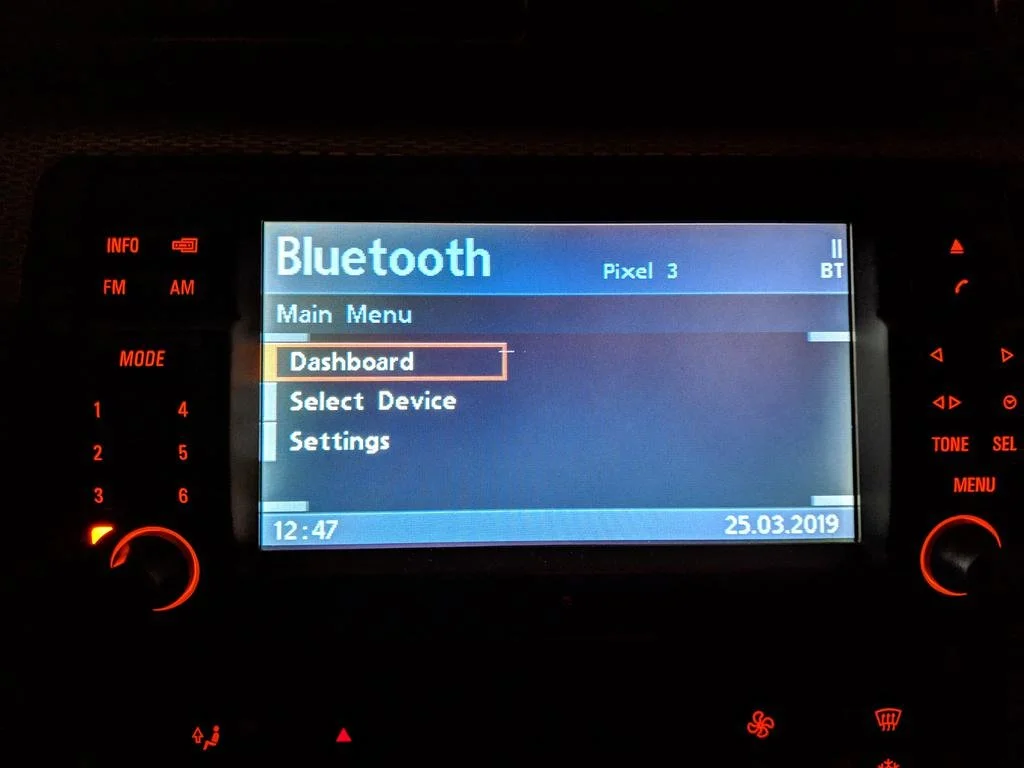 INFO
FM AM
MODE
1 4
2 5
3 6
Bluetooth Pixel 3 BT
Main Menu
Dashboard
Select Device
Settings
12:47 25.03.2019
TONE SEL
MENU